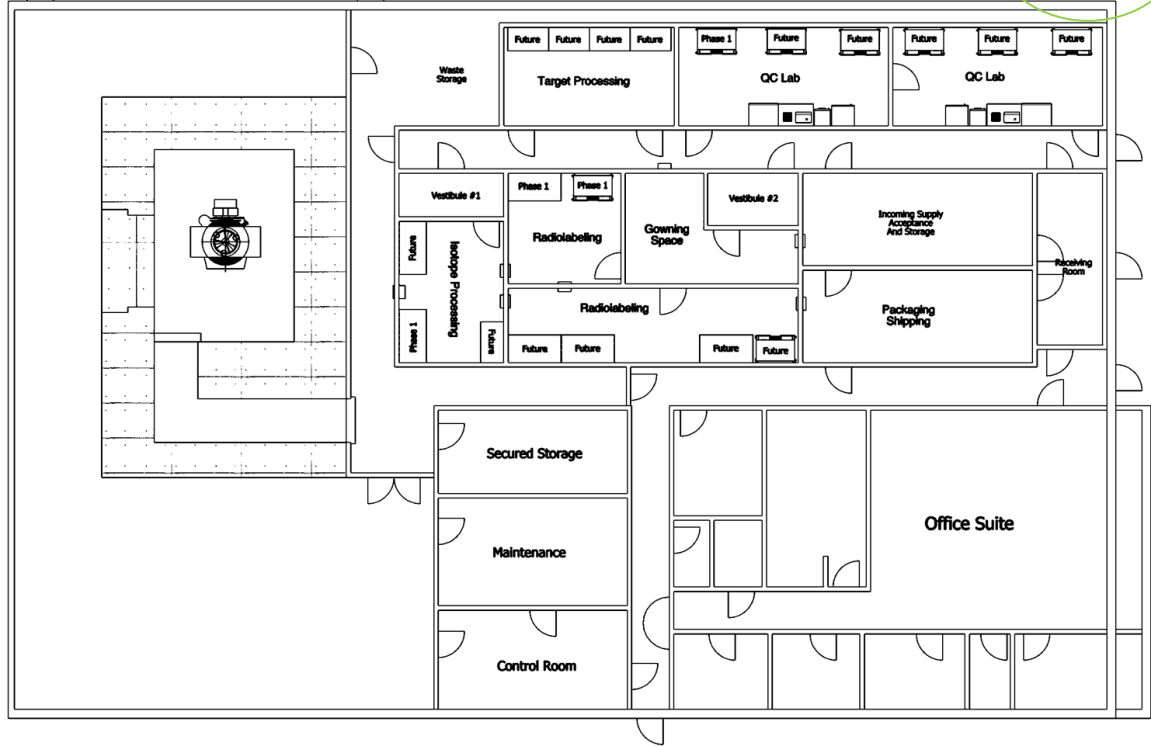 Future
Future
Future
Future
Phase 1
Future
Future
Future
Future
Future
Waste
Storage
Target Processing
QC Lab
QC Lab
Vestibule #1
Phase 1
Phase 1
Vestibule #2
Gowning
Space
Radiolabeling
Incoming Supply
Acceptance
And Storage
Receiving
Room
Future
Isotope Processing
Phase 1
Future
Radiolabeling
Packaging
Shipping
Future
Future
Future
Future
Secured Storage
Maintenance
Office Suite
Control Room